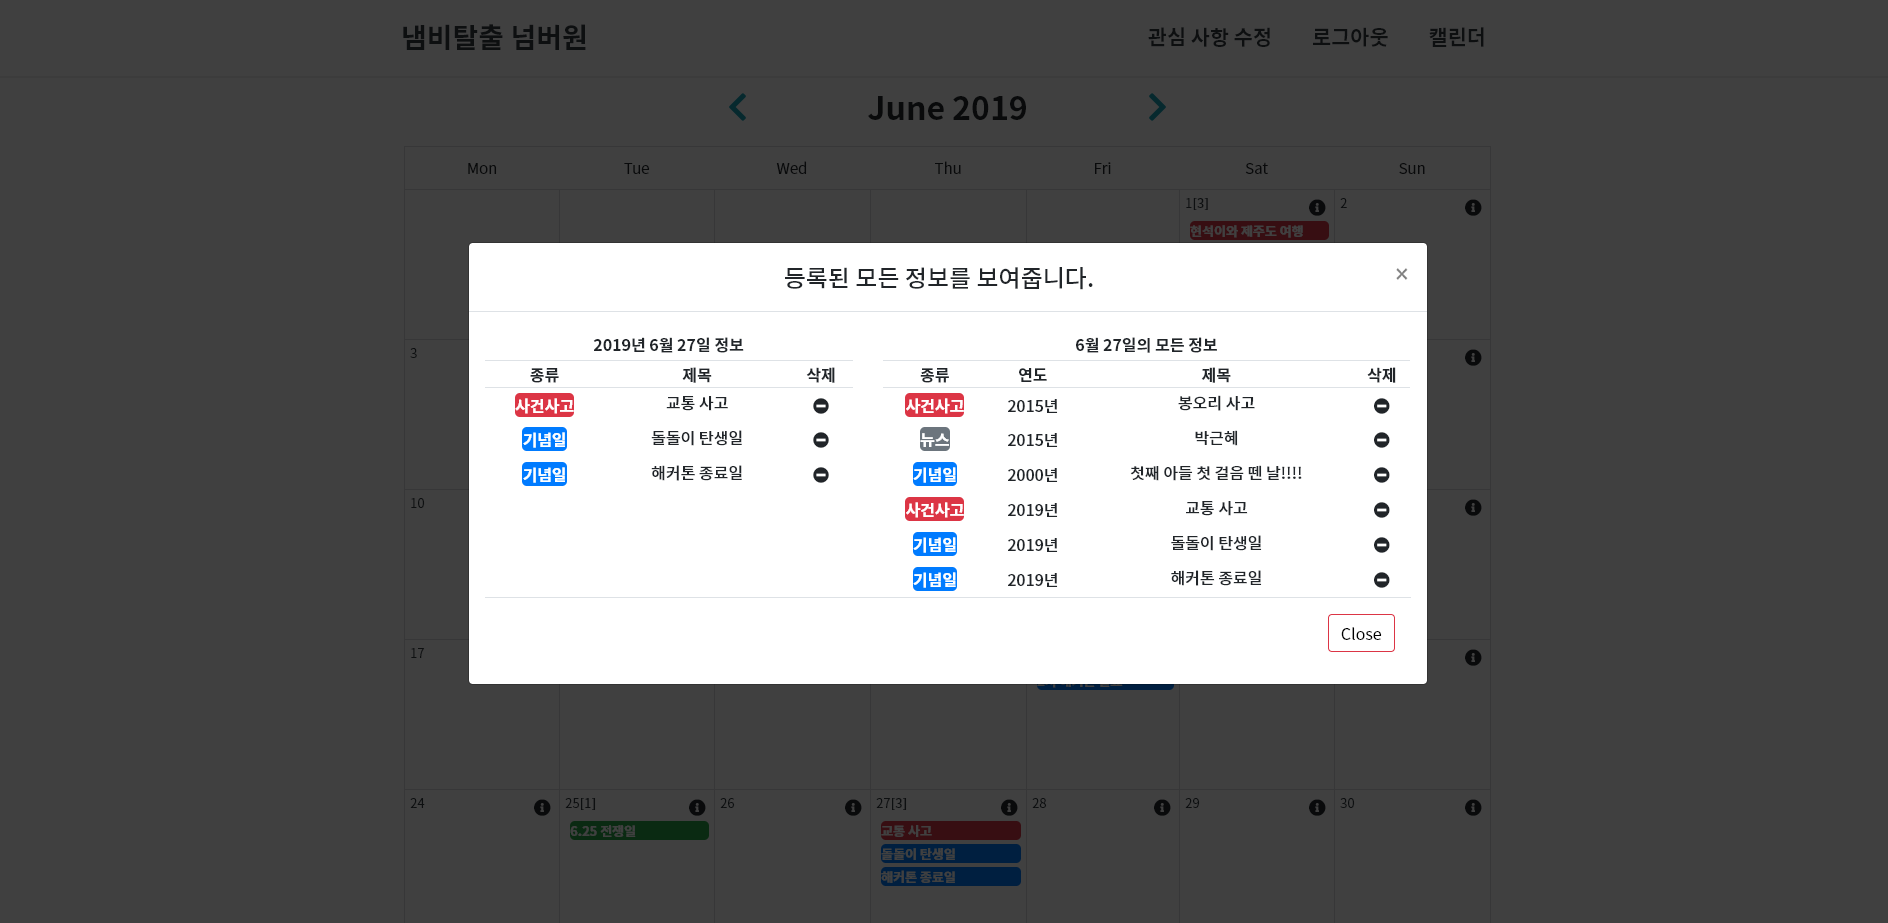 냄비탈출 넘버원 관심 사항 수정 로그아웃 캘린더
June 2019
Mon Tue Wed Thu Fri Sat Sun
1[3] 2
현석이와 제주도 여행
등록된 모든 정보를 보여줍니다. ×
2019년 6월 27일 정보
종류 제목 삭제
사건사고 교통 사고
기념일 돌돌이 탄생일
기념일 해커톤 종료일
6월 27일의 모든 정보
종류 연도 제목 삭제
사건사고 2015년 봉오리 사고
뉴스 2015년 박근혜
기념일 2000년 첫째 아들 첫 걸음 뗀 날!!!!
사건사고 2019년 교통 사고
기념일 2019년 돌돌이 탄생일
기념일 2019년 해커톤 종료일
Close
3
10
17
24 25[1] 26 27[3] 28 29 30
6.25 전쟁일
교통 사고
돌돌이 탄생일
해커톤 종료일